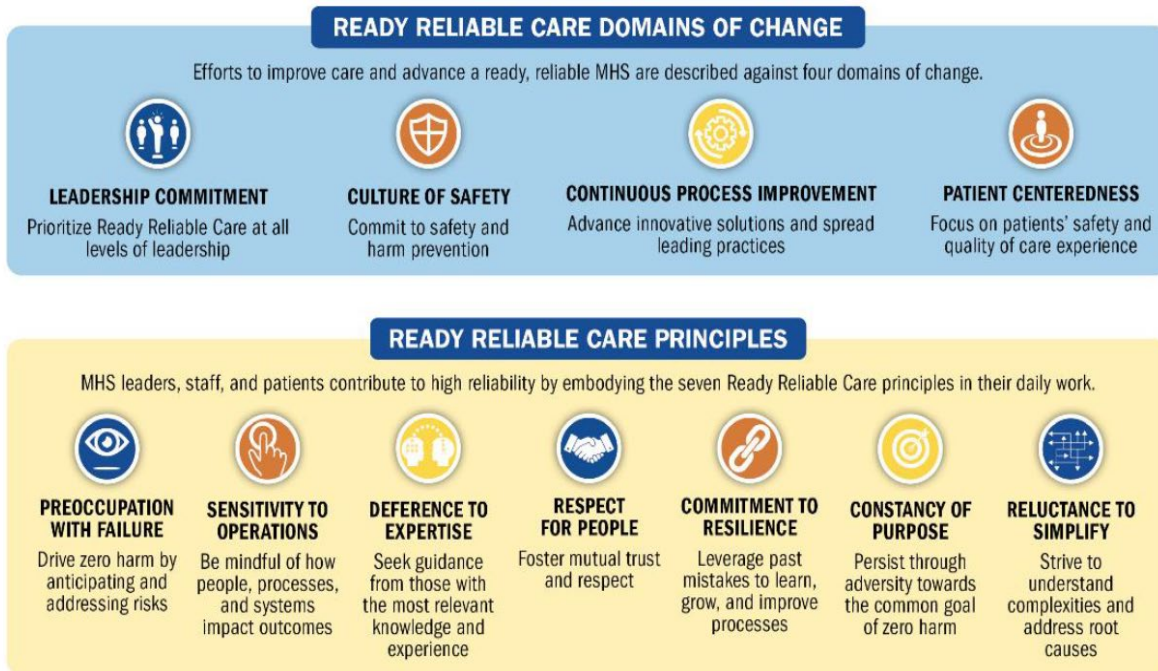 READY RELIABLE CARE DOMAINS OF CHANGE
Efforts to improve care and advance a ready, reliable MHS are described against four domains of change.
LEADERSHIP COMMITMENT
Prioritize Ready Reliable Care at all
levels of leadership
CULTURE OF SAFETY
Commit to safety and
harm prevention
CONTINUOUS PROCESS IMPROVEMENT
Advance innovative solutions and spread
leading practices
PATIENT CENTEREDNESS
Focus on patients' safety and
quality of care experience
READY RELIABLE CARE PRINCIPLES
MHS leaders, staff, and patients contribute to high reliability by embodying the seven Ready Reliable Care principles in their daily work.
PREOCCUPATION
WITH FAILURE
Drive zero harm by
anticipating and
addressing risks
SENSITIVITY TO
OPERATIONS
Be mindful of how
people, processes,
and systems
impact outcomes
DEFERENCE TO
EXPERTISE
Seek guidance
from those with
the most relevant
knowledge and
experience
RESPECT
FOR PEOPLE
Foster mutual trust
and respect
COMMITMENT TO
RESILIENCE
Leverage past
mistakes to learn,
grow, and improve
processes
CONSTANCY OF
PURPOSE
Persist through
adversity towards
the common goal
of zero harm
RELUCTANCE TO
SIMPLIFY
Strive to
understand
complexities and
address root
causes